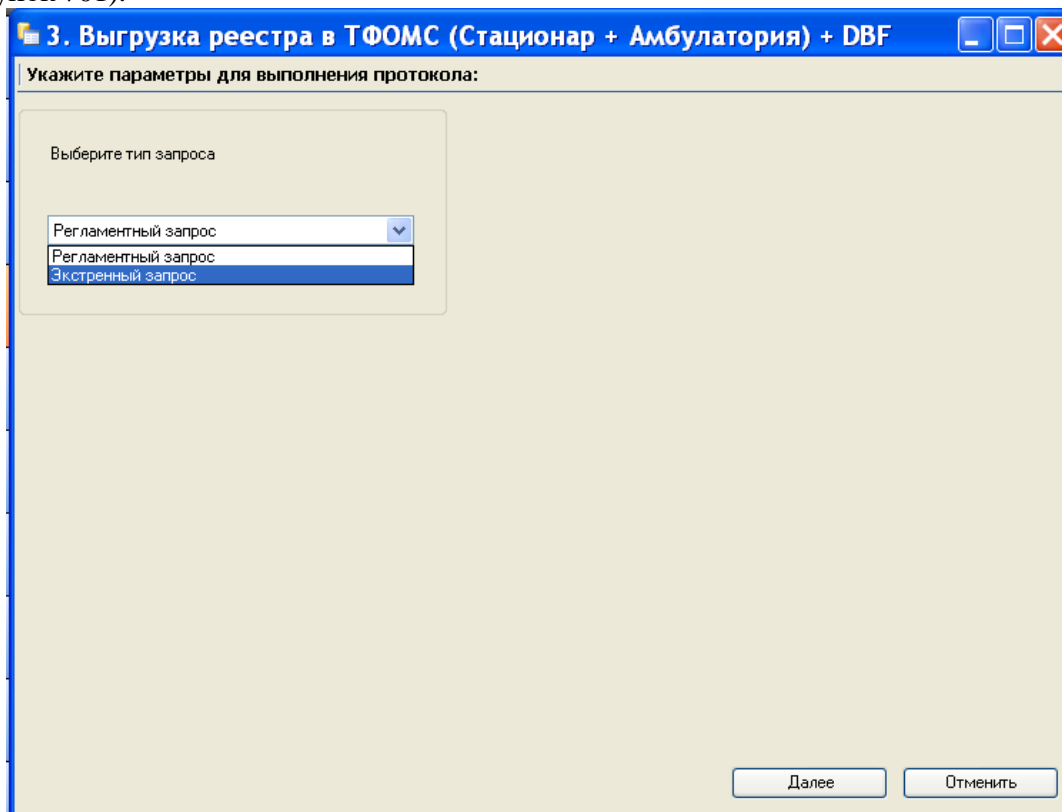 3. Выгрузка реестра в ТФОМС (Стационар + Амбулатория) + DBF
Укажите параметры для выполнения протокола:
Выберите тип запроса
Регламентный запрос
Регламентный запрос
Экстренный запрос
Далее
Отменить